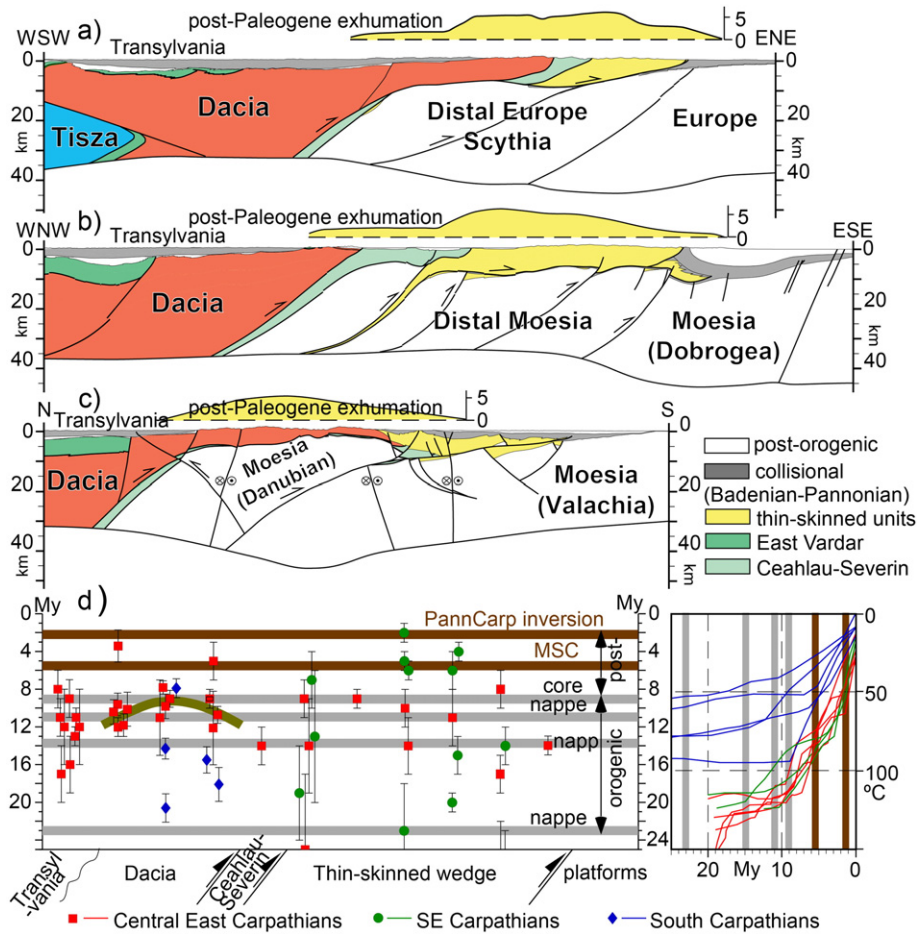 post-Paleogene exhumation
5
0
WSW
a)
Transylvania
ENE
0
20
40
km
Dacia
Tisza
Distal Europe
Scythia
Europe
0
20
40
km
b)
WNW
Transylvania
post-Paleogene exhumation
5
0
ESE
0
20
40
km
Dacia
Distal Moesia
Moesia
(Dobrogea)
0
20
40
km
c)
N
Transylvania
post-Paleogene exhumation
5
0
S
0
20
40
km
Dacia
Moesia
(Danubian)
Moesia
(Valachia)
0
20
40
km
post-orogenic
collisional
(Badenian-Pannonian)
thin-skinned units
East Vardar
Ceahlau-Severin
d)
My
0
4
8
12
16
20
24
PannCarp inversion
MSC
core
nappe
napp
nappe
post-
orogenic
My
0
4
8
12
16
20
24
0
50
100
ºC
20
My
10
0
Transyl
-vania
Dacia
Ceahlau-
Severin
Thin-skinned wedge
platforms
Central East Carpathians
SE Carpathians
South Carpathians